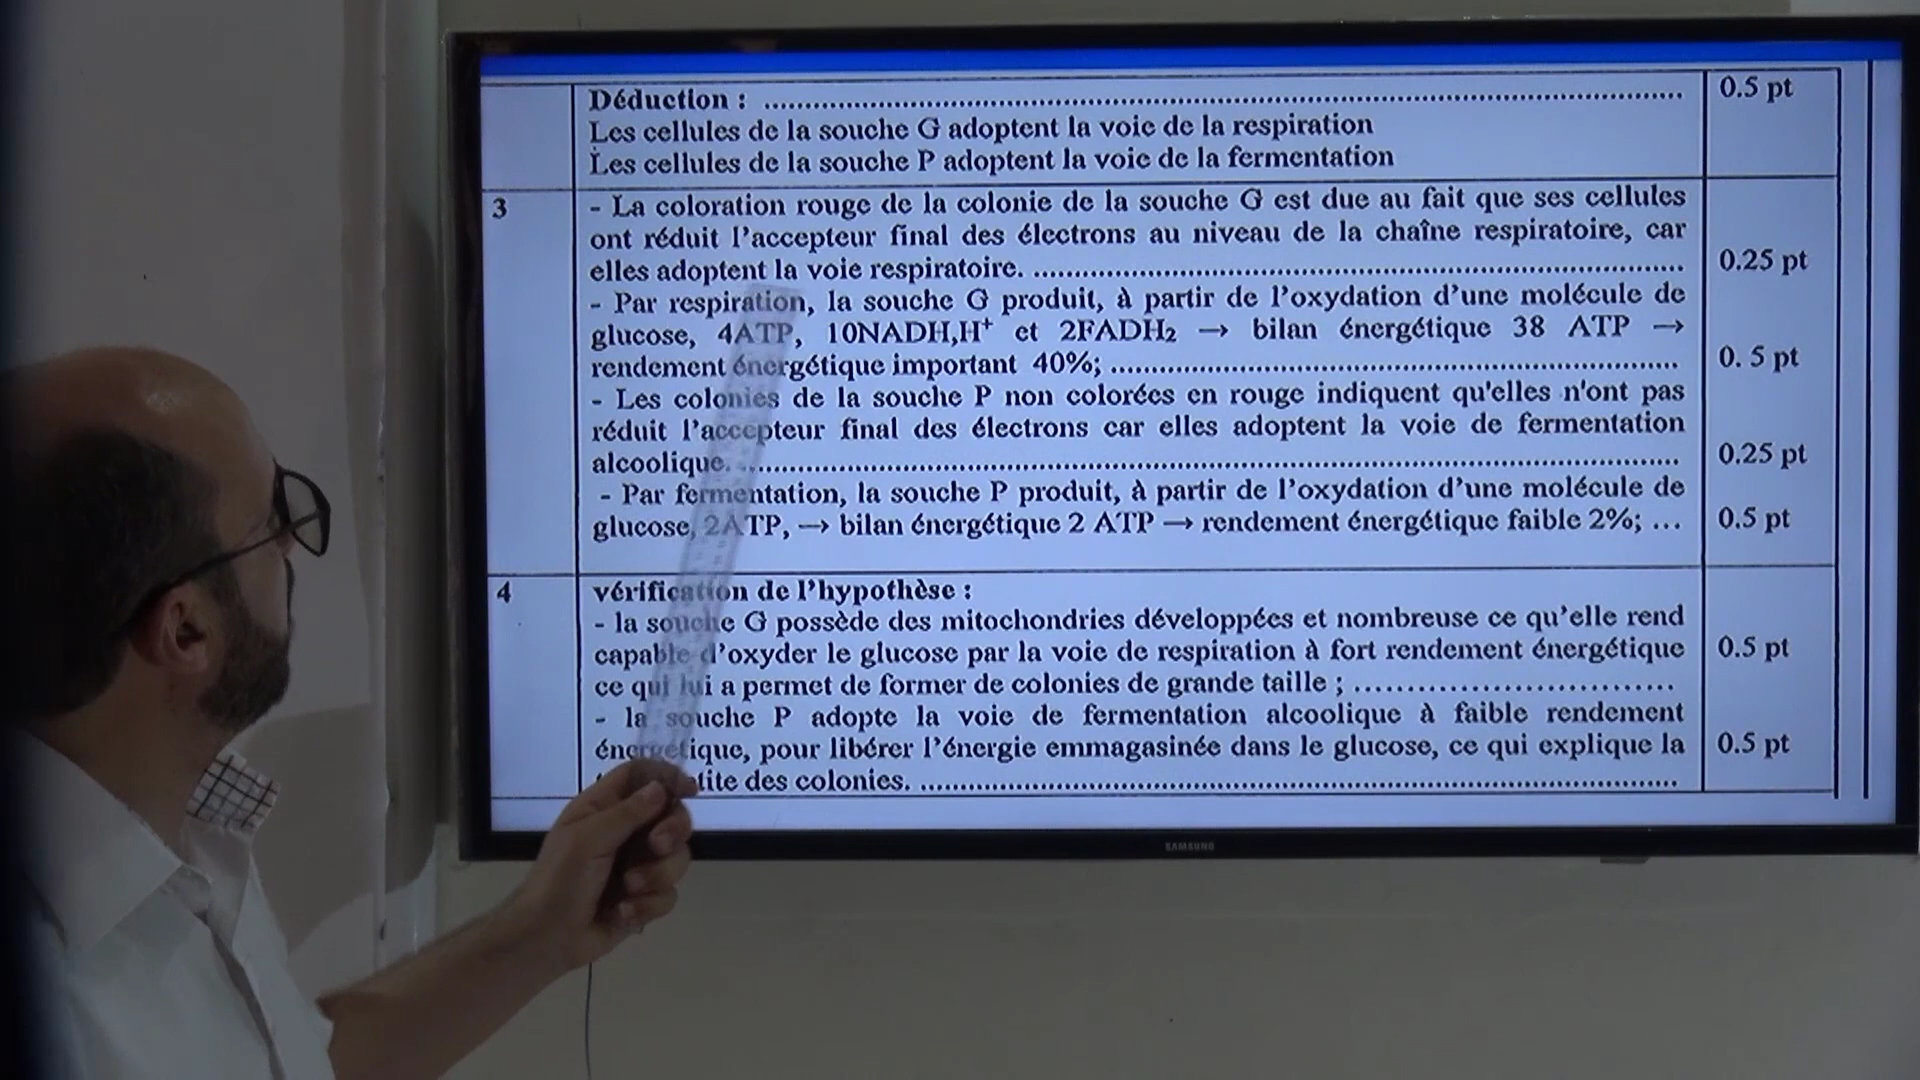 Déduction : ........................................ 0.5 pt
Les cellules de la souche G adoptent la voie de la respiration
Les cellules de la souche P adoptent la voie de la fermentation
3 - La coloration rouge de la colonie de la souche G est due au fait que ses cellules
ont réduit l'accepteur final des électrons au niveau de la chaîne respiratoire, car
elles adoptent la voie respiratoire. ........................................ 0.25 pt
- Par respiration, la souche G produit, à partir de l'oxydation d'une molécule de
glucose, 4ATP, 10NADH,H⁺ et 2FADH₂ → bilan énergétique 38 ATP →
rendement énergétique important 40%; ........................................ 0. 5 pt
- Les colonies de la souche P non colorées en rouge indiquent qu'elles n'ont pas
réduit l'accepteur final des électrons car elles adoptent la voie de fermentation
alcoolique. ........................................ 0.25 pt
- Par fermentation, la souche P produit, à partir de l'oxydation d'une molécule de
glucose, 2ATP, → bilan énergétique 2 ATP → rendement énergétique faible 2%; ... 0.5 pt
4 vérification de l'hypothèse :
- la souche G possède des mitochondries développées et nombreuse ce qu'elle rend
capable d'oxyder le glucose par la voie de respiration à fort rendement énergétique 0.5 pt
ce qui lui a permet de former de colonies de grande taille ; ..............................
- la souche P adopte la voie de fermentation alcoolique à faible rendement
énergétique, pour libérer l'énergie emmagasinée dans le glucose, ce qui explique la 0.5 pt
des colonies. ........................................
SAMSUNG